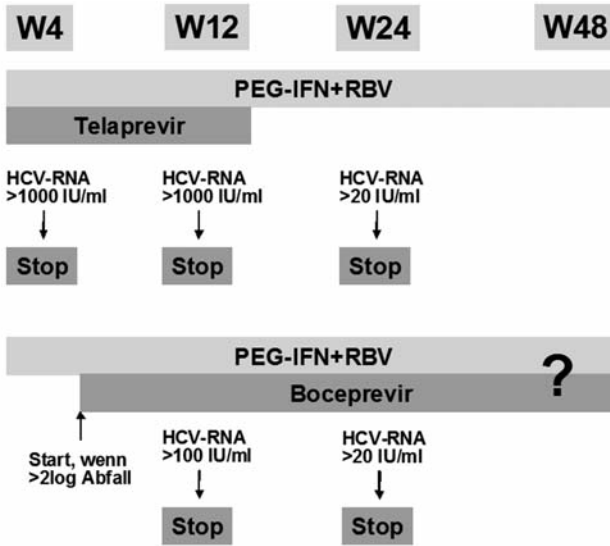 W4 W12 W24 W48
PEG-IFN+RBV
Telaprevir
HCV-RNA HCV-RNA HCV-RNA
>1000 IU/ml >1000 IU/ml >20 IU/ml
Stop Stop Stop
PEG-IFN+RBV
?
Boceprevir
HCV-RNA HCV-RNA
>100 IU/ml >20 IU/ml
Start, wenn
>2log Abfall
Stop Stop